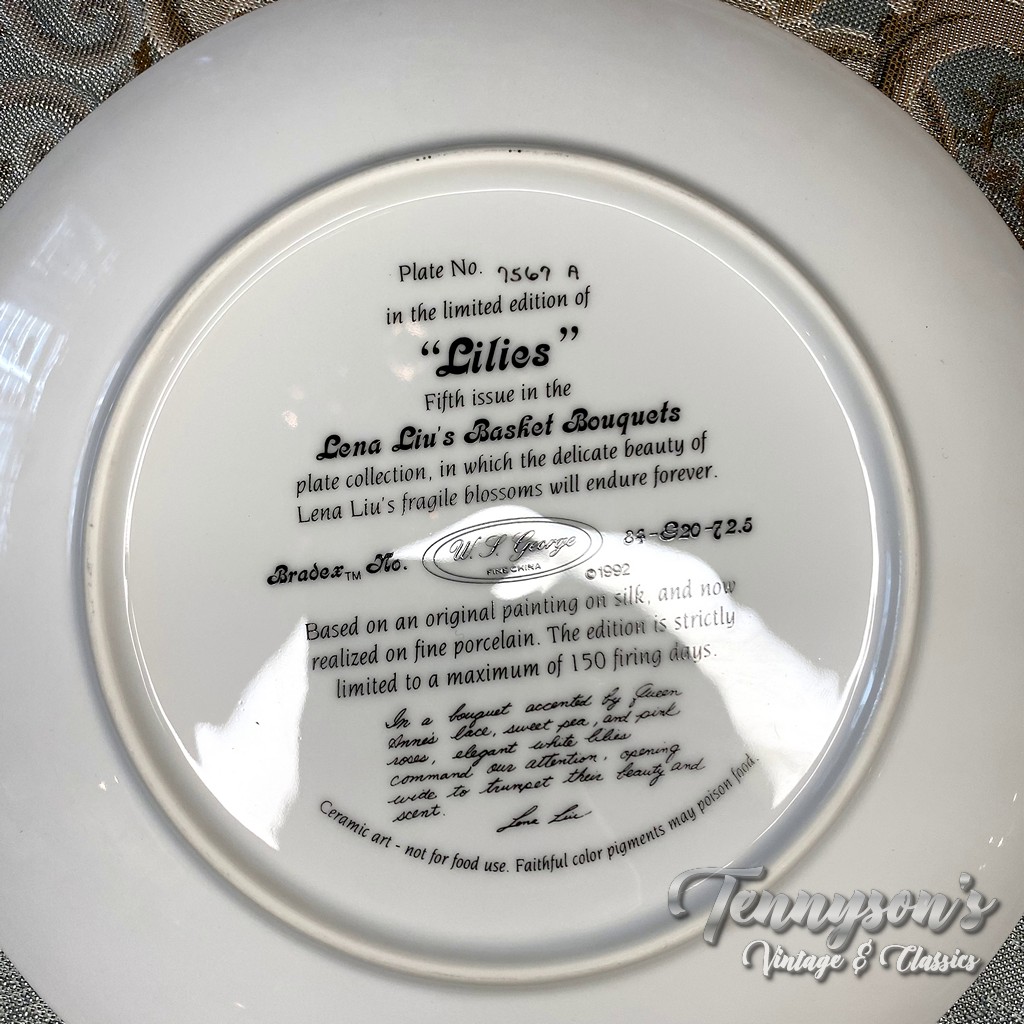 Plate No. 7567 A
in the limited edition of
“Lilies”
Fifth issue in the
Lena Liu's Basket Bouquets
plate collection, in which the delicate beauty of
Lena Liu's fragile blossoms will endure forever.
Bradex™ No. W. S. George 84-G20-72.5
FINE CHINA
©1992
Based on an original painting on silk, and now
realized on fine porcelain. The edition is strictly
limited to a maximum of 150 firing days.
In a bouquet accented by Queen
Anne's lace, sweet pea, and pink
roses, elegant white lilies
command our attention, opening
wide to trumpet their beauty and
scent.
Lena Liu
Ceramic art - not for food use. Faithful color pigments may poison food.
Tennyson's
Vintage & Classics